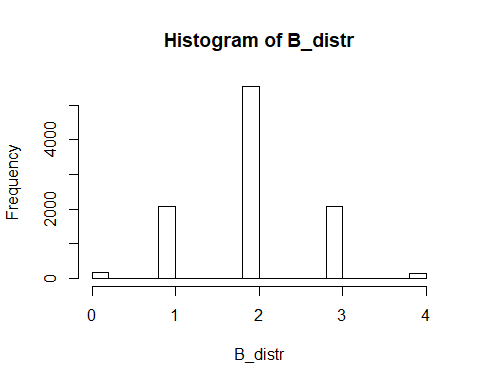 Histogram of B_distr
Frequency
4000
2000
0
0 1 2 3 4
B_distr